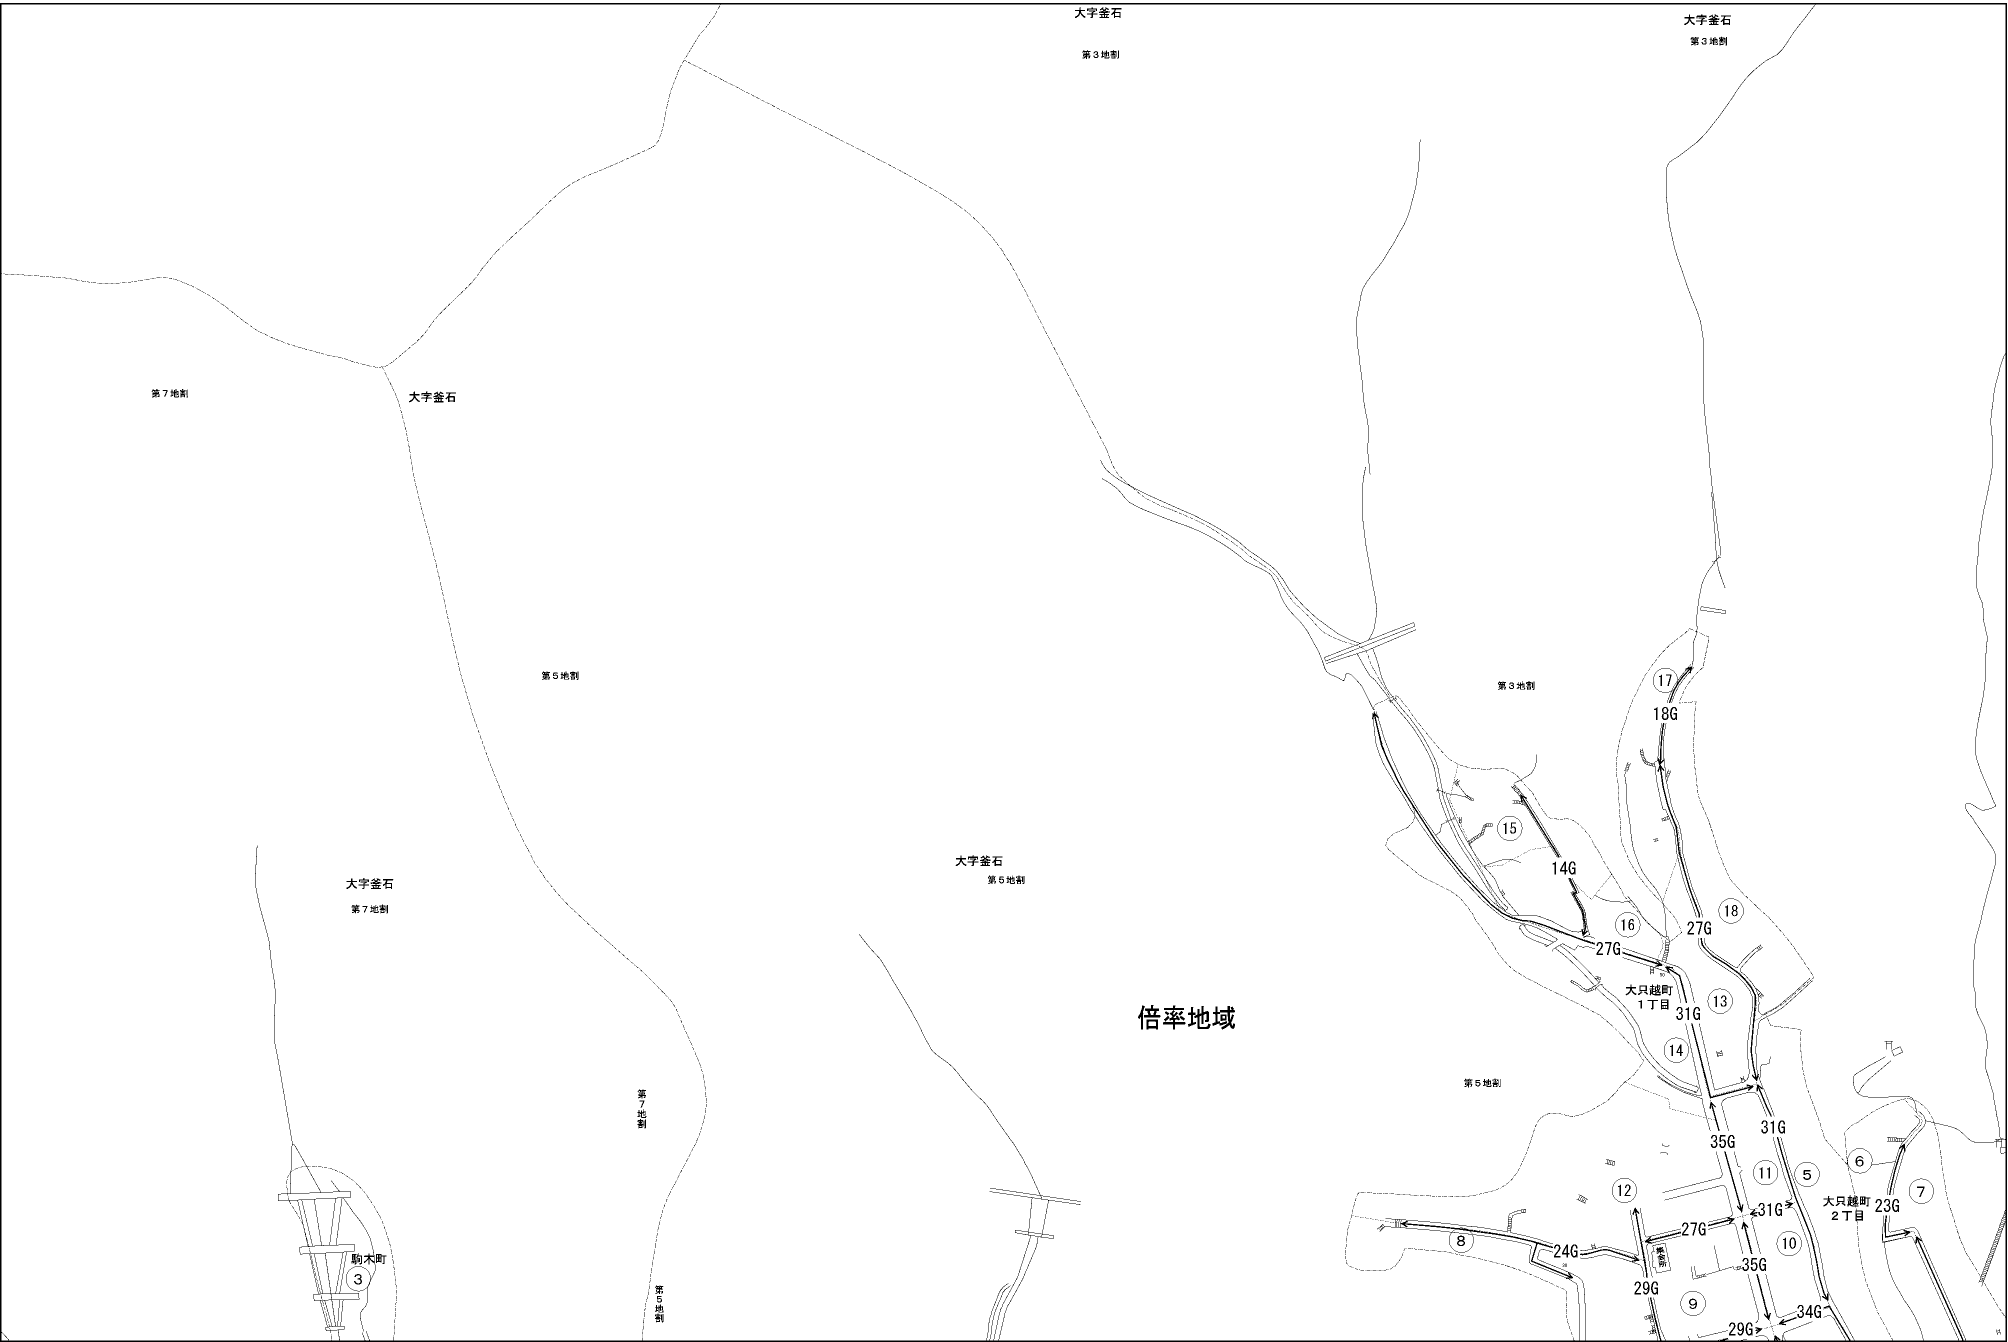 大字釜石
第３地割
大字釜石
第３地割
第７地割
大字釜石
第５地割
第３地割
17
18G
15
14G
大字釜石
第５地割
大字釜石
第７地割
16
18
27G
27G
大只越町
１丁目
13
31G
倍率地域
14
第５地割
第７地割
31G
35G
11
5
6
7
12
大只越町
２丁目
23G
31G
27G
8
24G
10
集会所
35G
駒木町
3
29G
9
第５地割
34G
29G